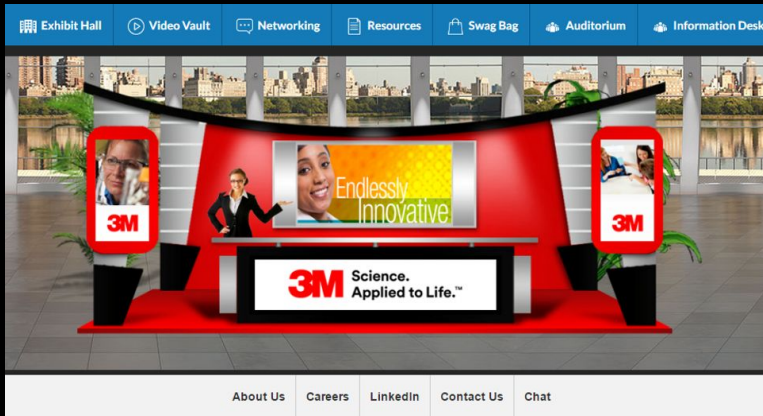 Exhibit Hall Video Vault Networking Resources Swag Bag Auditorium Information Desk
Endlessly
Innovative
3M
3M
3M Science.
Applied to Life.™
About Us Careers LinkedIn Contact Us Chat